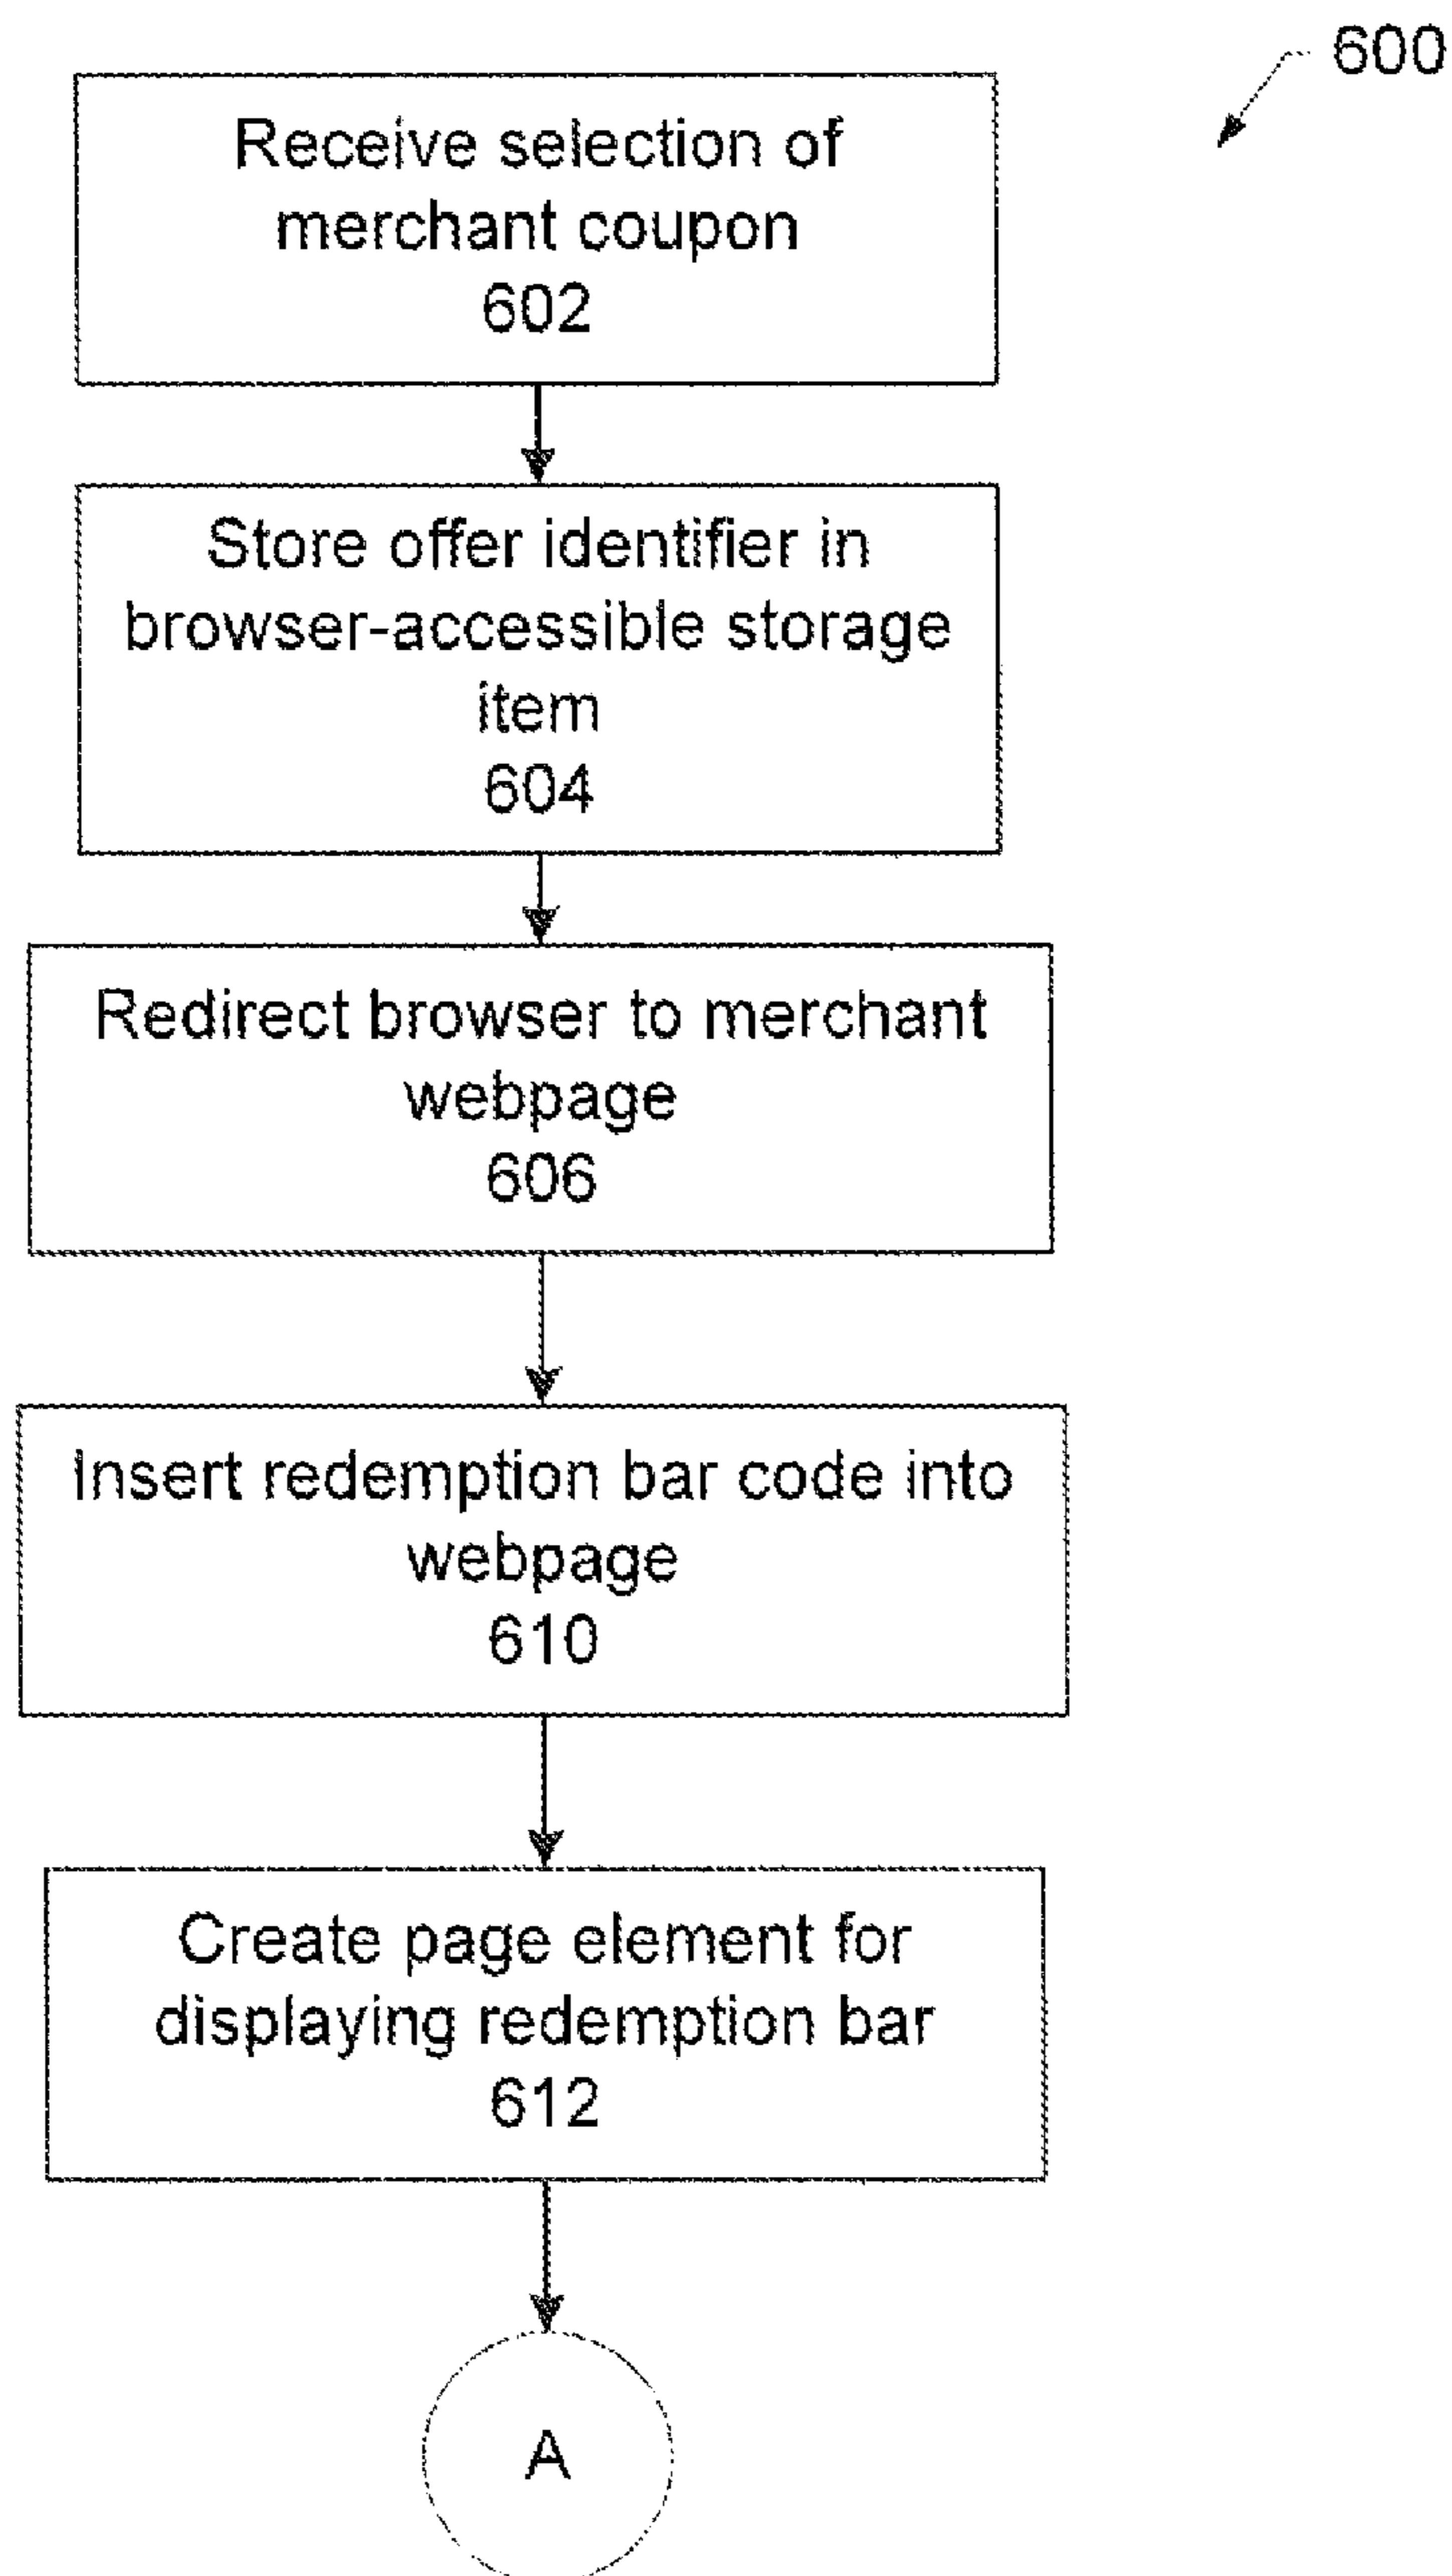 600
Receive selection of
merchant coupon
602
Store offer identifier in
browser-accessible storage
item
604
Redirect browser to merchant
webpage
606
Insert redemption bar code into
webpage
610
Create page element for
displaying redemption bar
612
A